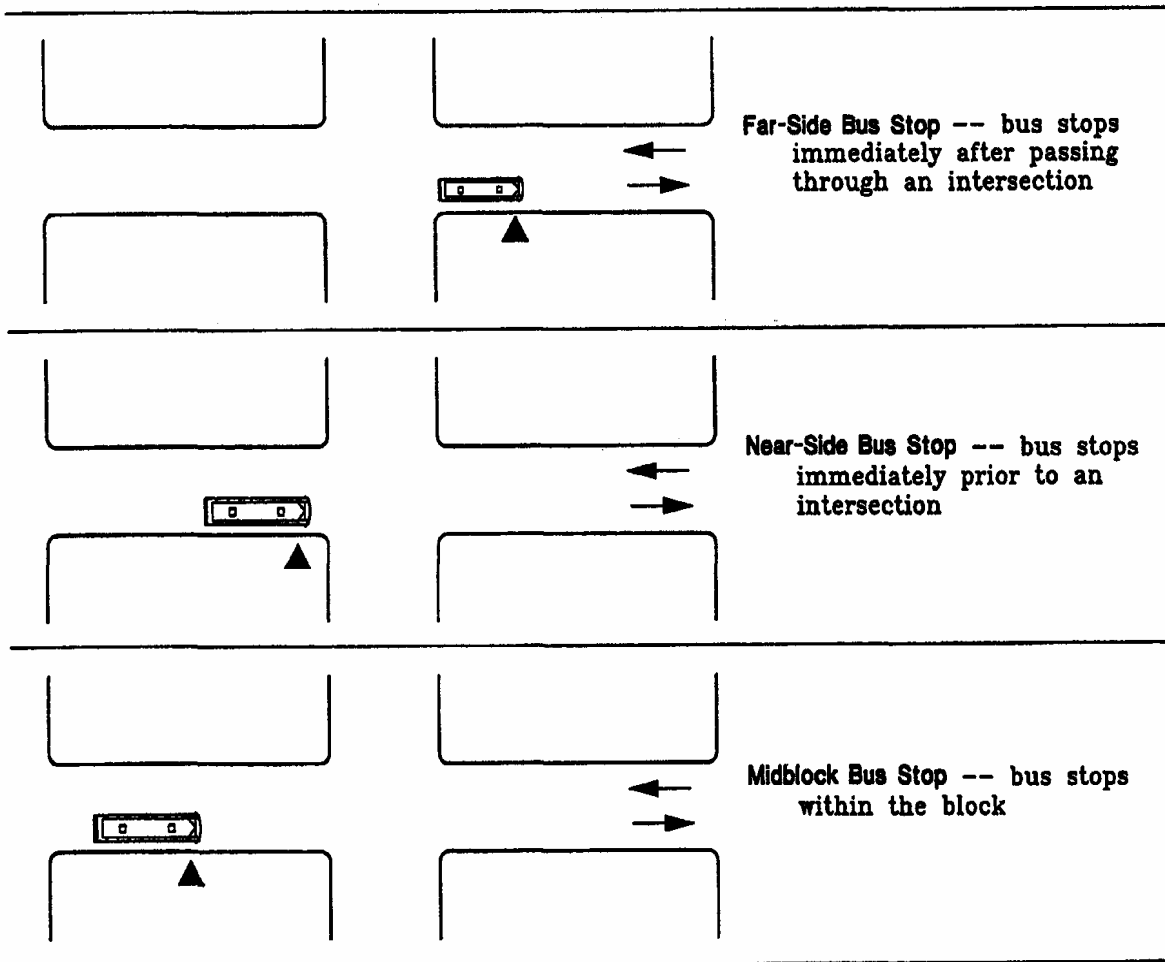 Far-Side Bus Stop -- bus stops
immediately after passing
through an intersection
Near-Side Bus Stop -- bus stops
immediately prior to an
intersection
Midblock Bus Stop -- bus stops
within the block